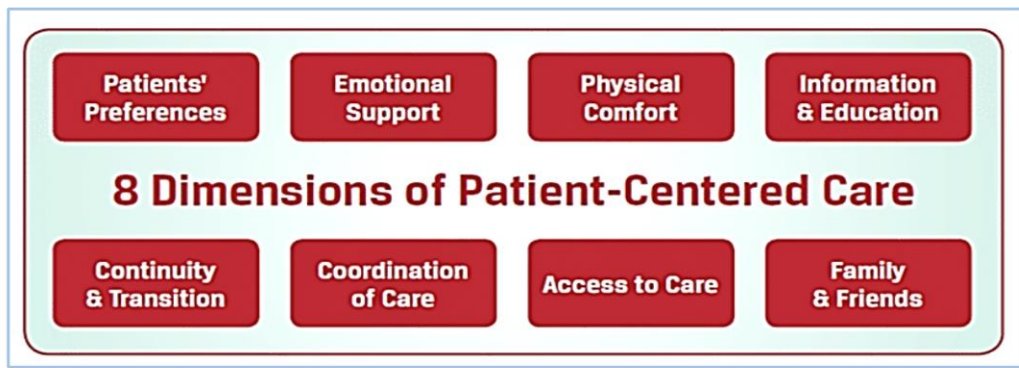 Patients'
Preferences
Emotional
Support
Physical
Comfort
Information
& Education
8 Dimensions of Patient-Centered Care
Continuity
& Transition
Coordination
of Care
Access to Care
Family
& Friends